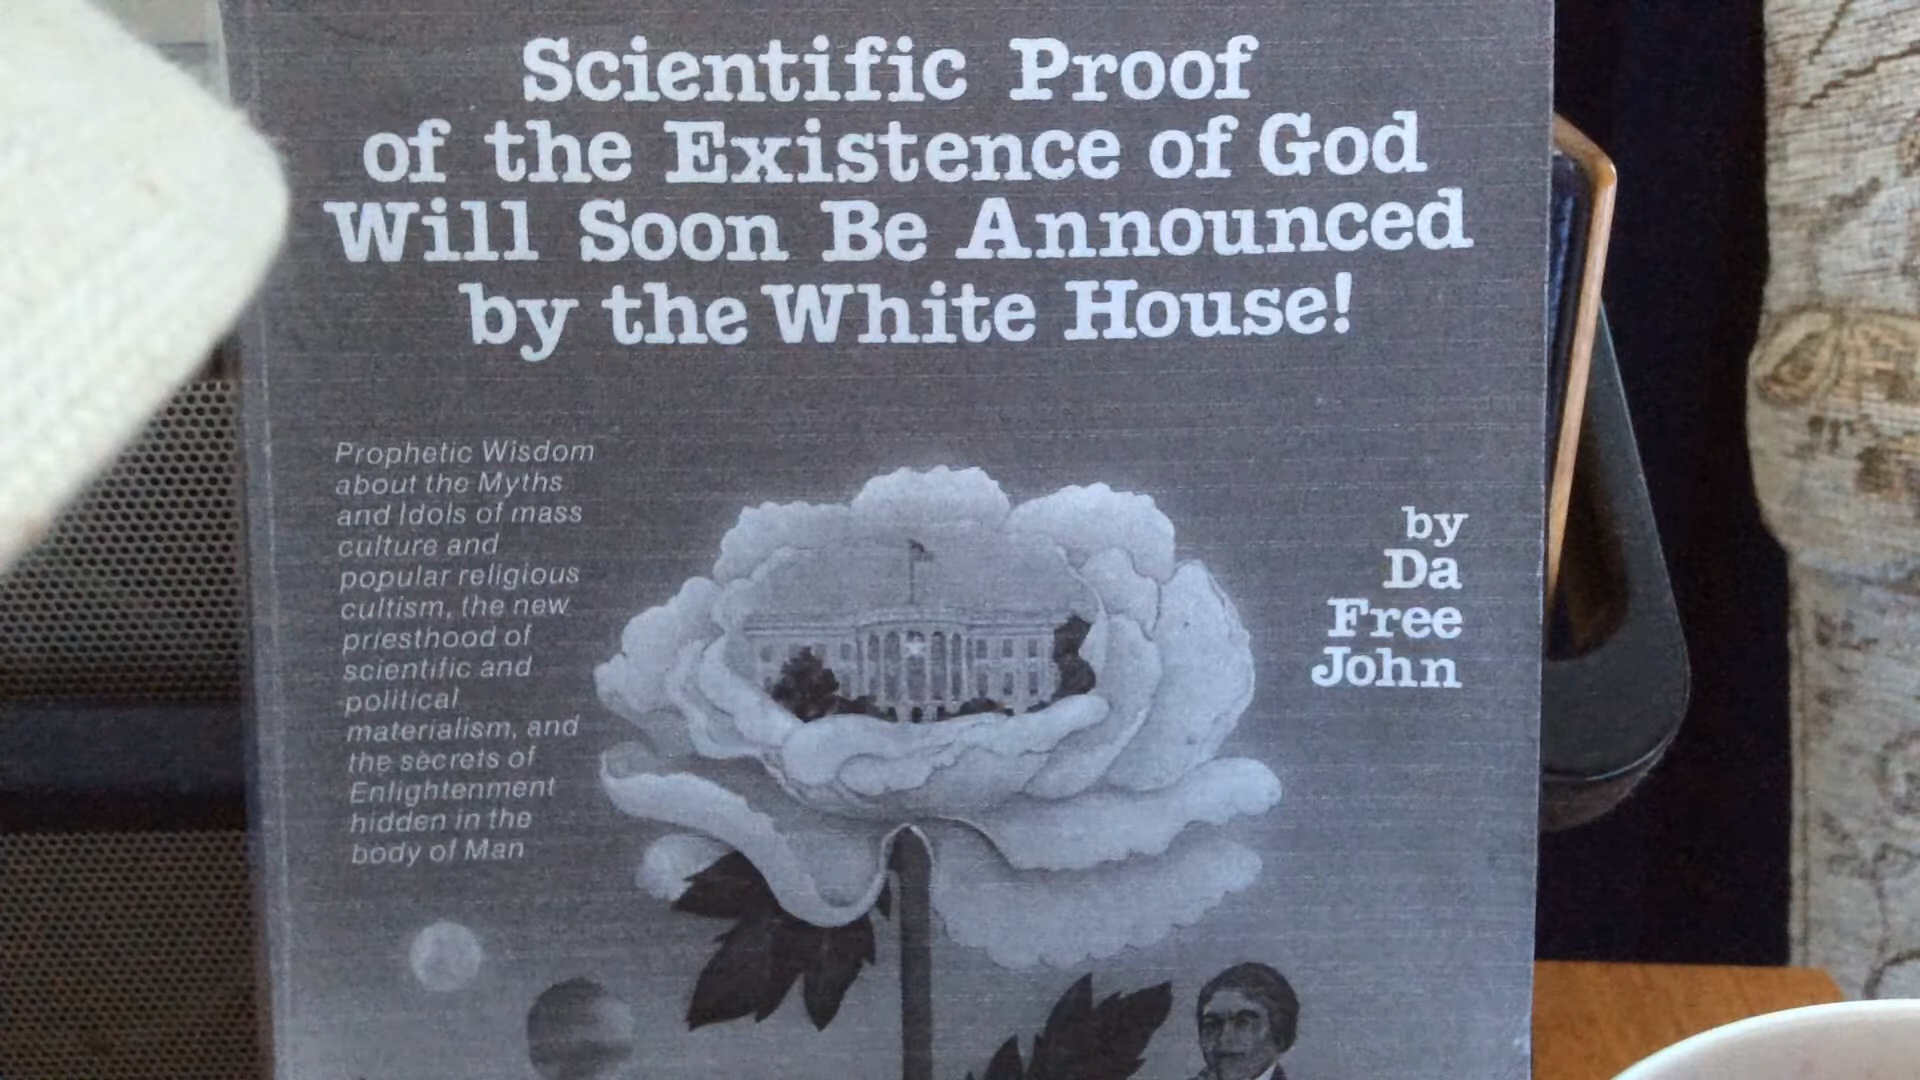 Scientific Proof
of the Existence of God
Will Soon Be Announced
by the White House!
Prophetic Wisdom
about the Myths
and Idols of mass
culture and
popular religious
cultism, the new
priesthood of
scientific and
political
materialism, and
the secrets of
Enlightenment
hidden in the
body of Man
by
Da
Free
John